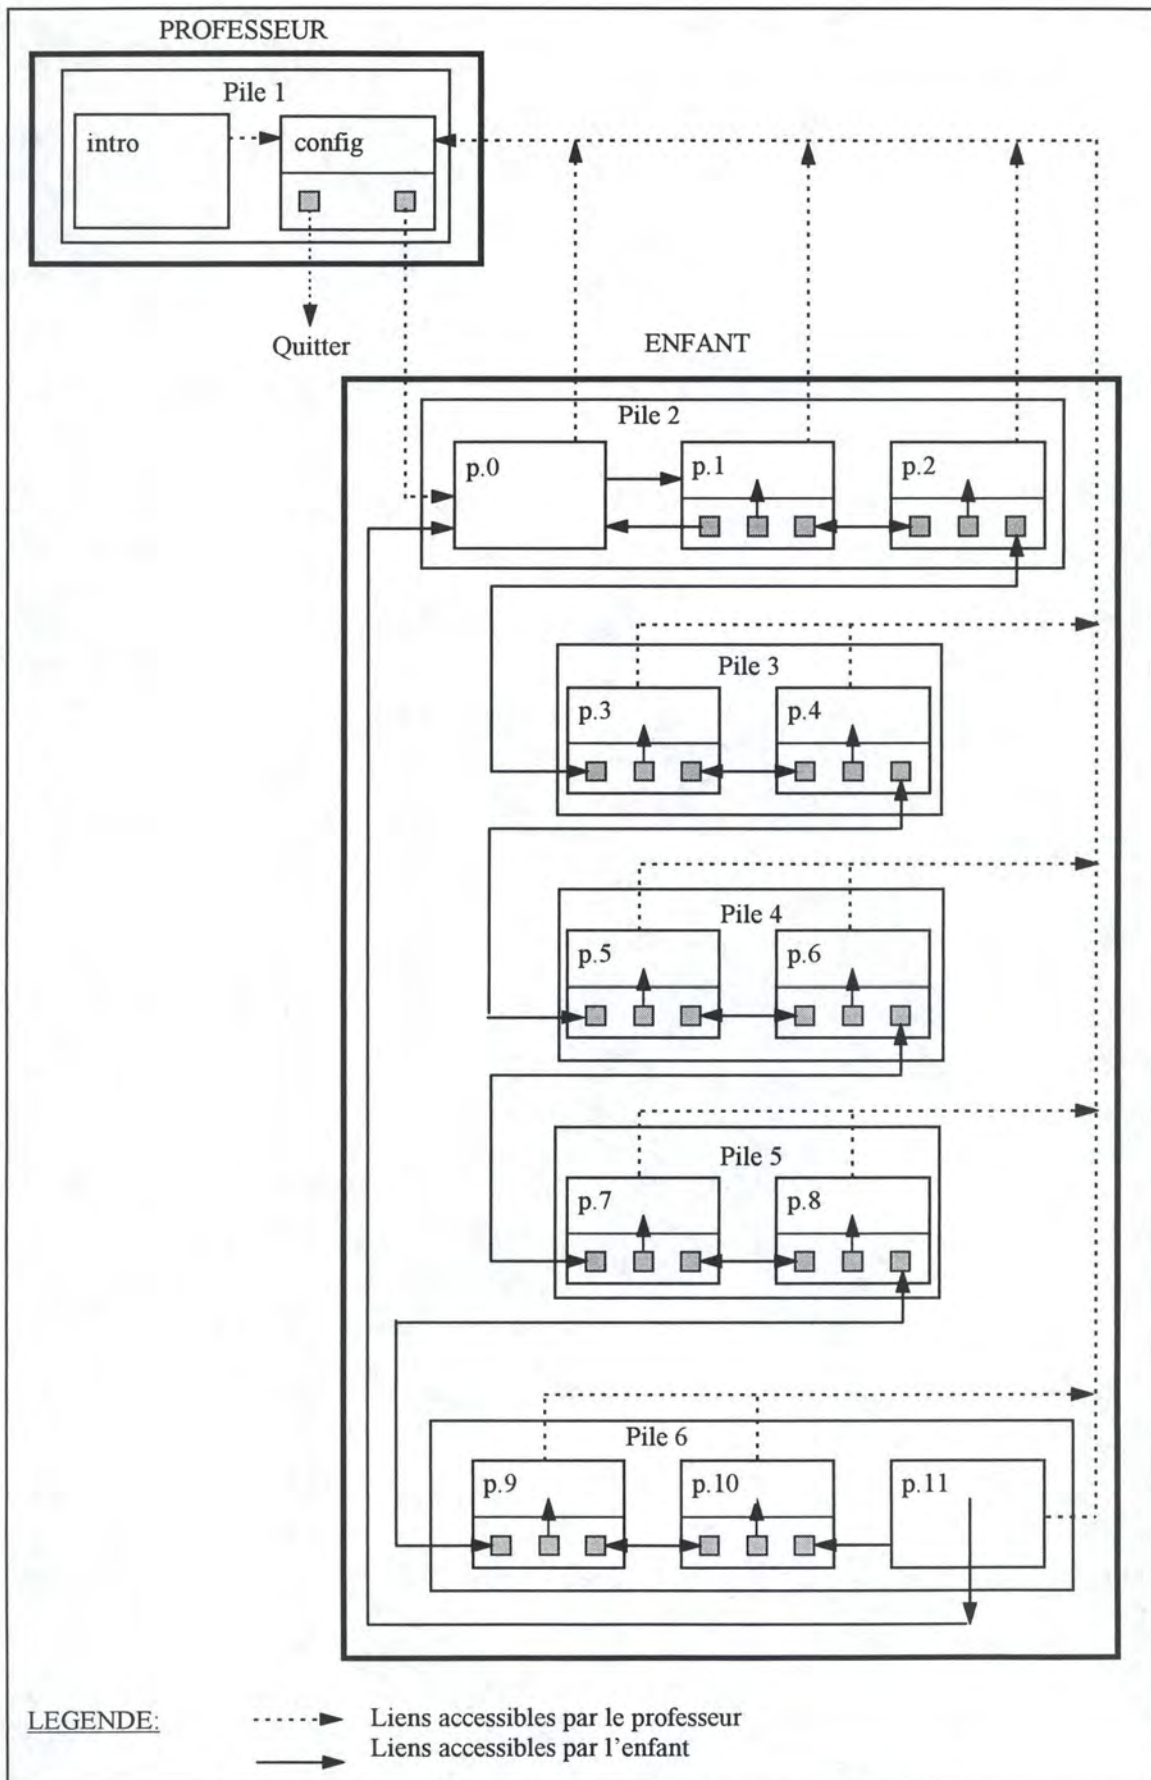 PROFESSEUR
Pile 1
intro
config
Quitter
ENFANT
Pile 2
p.0
p.1
p.2
Pile 3
p.3
p.4
Pile 4
p.5
p.6
Pile 5
p.7
p.8
Pile 6
p.9
p.10
p.11
LEGENDE:
Liens accessibles par le professeur
Liens accessibles par l'enfant